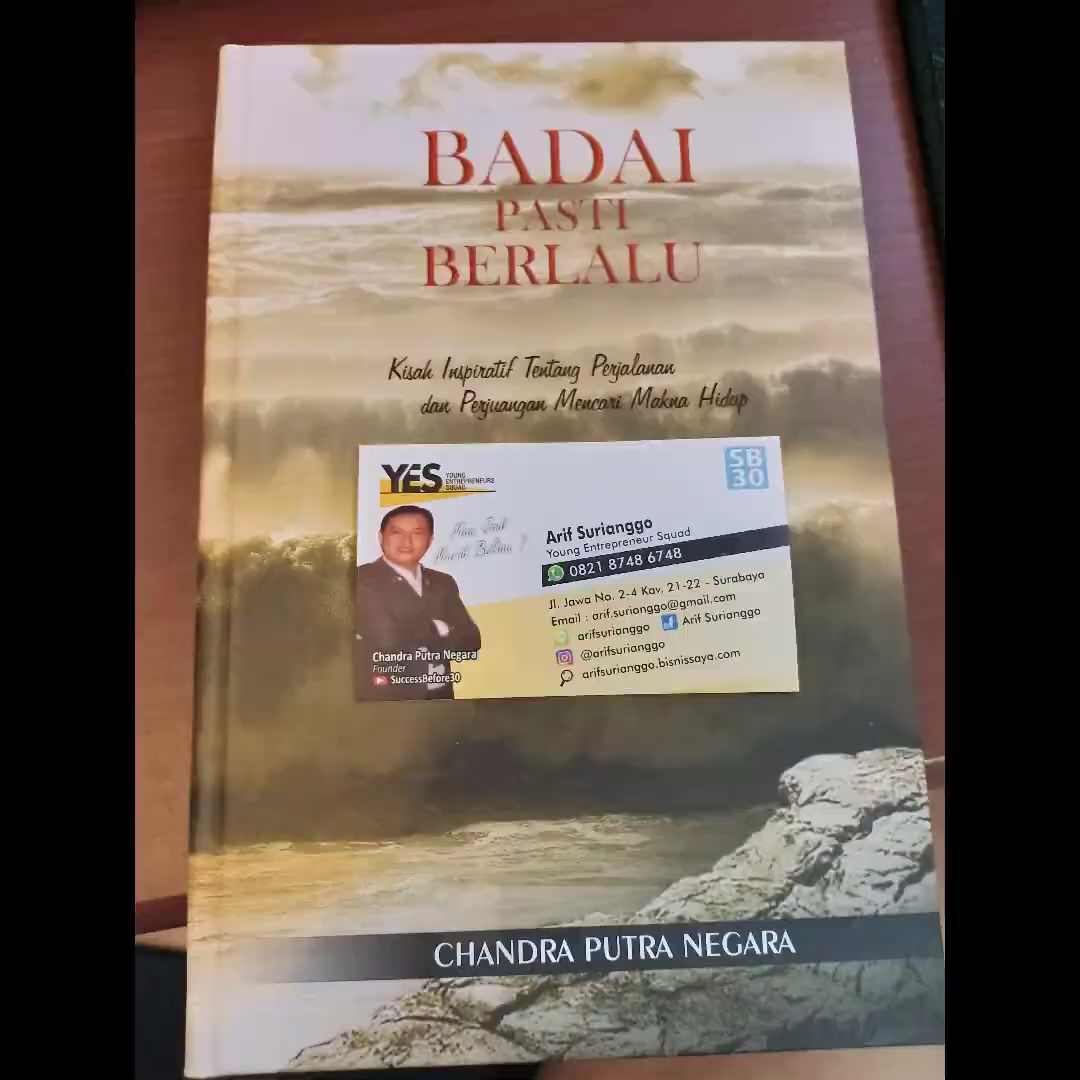 BADAI
PASTI
BERLALU
Kisah Inspiratif Tentang Perjalanan
dan Perjuangan Mencari Makna Hidup
YES
YOUNG
ENTREPRENEURS
SQUAD
SB
30
Arif Surianggo
Young Entrepreneur Squad
0821 8748 6748
Jl. Jawa No. 2-4 Kav, 21-22 - Surabaya
Email : arif.surianggo@gmail.com
arifsurianggo Arif Surianggo
@arifsurianggo
arifsurianggo.bisnissaya.com
Chandra Putra Negara
Founder
SuccessBefore30
CHANDRA PUTRA NEGARA